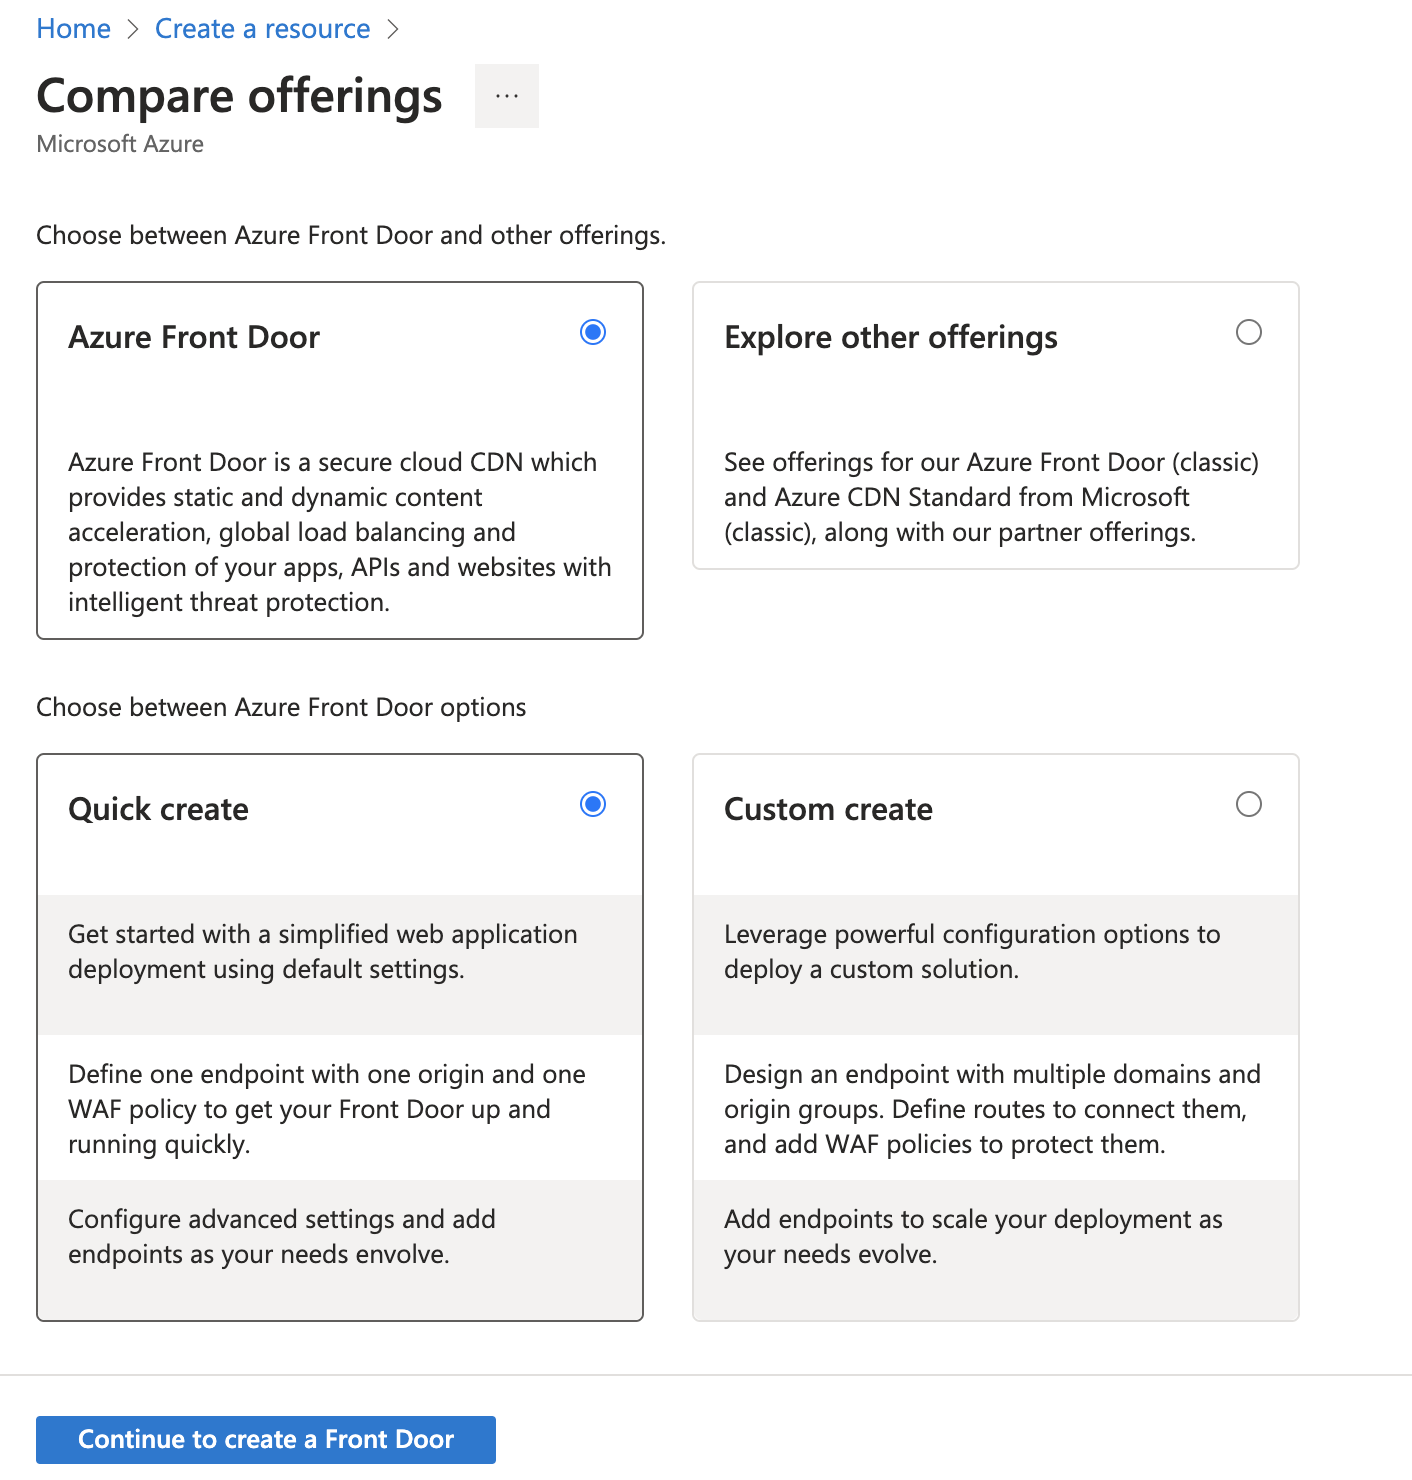 Home > Create a resource >
Compare offerings ...
Microsoft Azure
Choose between Azure Front Door and other offerings.
Azure Front Door
Azure Front Door is a secure cloud CDN which
provides static and dynamic content
acceleration, global load balancing and
protection of your apps, APIs and websites with
intelligent threat protection.
Explore other offerings
See offerings for our Azure Front Door (classic)
and Azure CDN Standard from Microsoft
(classic), along with our partner offerings.
Choose between Azure Front Door options
Quick create
Get started with a simplified web application
deployment using default settings.
Define one endpoint with one origin and one
WAF policy to get your Front Door up and
running quickly.
Configure advanced settings and add
endpoints as your needs envolve.
Custom create
Leverage powerful configuration options to
deploy a custom solution.
Design an endpoint with multiple domains and
origin groups. Define routes to connect them,
and add WAF policies to protect them.
Add endpoints to scale your deployment as
your needs evolve.
Continue to create a Front Door